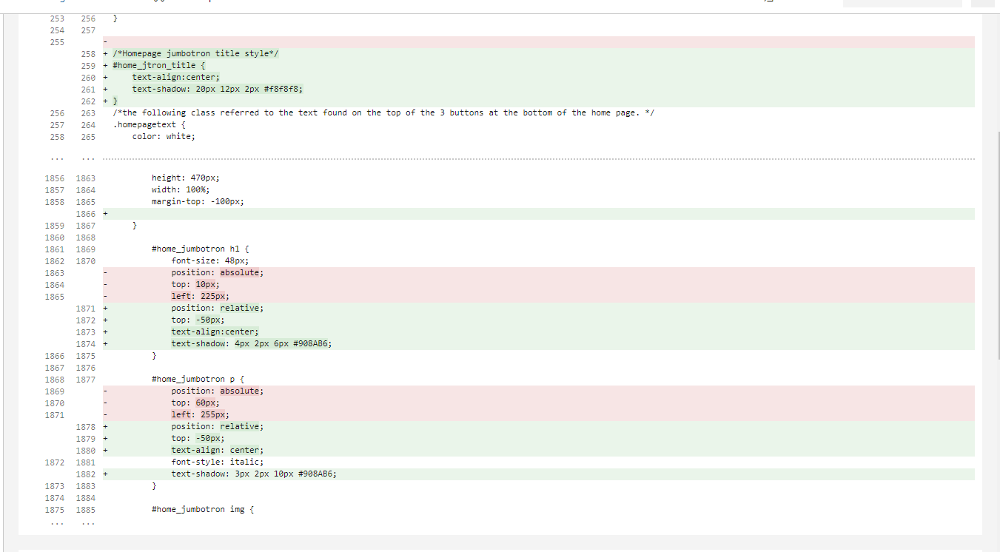 253 256 }
254 257
255 -
258 + /*Homepage jumbotron title style*/
259 + #home_jtron_title {
260 + text-align:center;
261 + text-shadow: 20px 12px 2px #f8f8f8;
262 + }
256 263 /*the following class referred to the text found on the top of the 3 buttons at the bottom of the home page. */
257 264 .homepagetext {
258 265 color: white;
... ...
1856 1863 height: 470px;
1857 1864 width: 100%;
1858 1865 margin-top: -100px;
1866 +
1859 1867 }
1860 1868
1861 1869 #home_jumbotron h1 {
1862 1870 font-size: 48px;
1863 - position: absolute;
1864 - top: 10px;
1865 - left: 225px;
1871 + position: relative;
1872 + top: -50px;
1873 + text-align:center;
1874 + text-shadow: 4px 2px 6px #908AB6;
1866 1875 }
1867 1876
1868 1877 #home_jumbotron p {
1869 - position: absolute;
1870 - top: 60px;
1871 - left: 255px;
1878 + position: relative;
1879 + top: -50px;
1880 + text-align: center;
1872 1881 font-style: italic;
1882 + text-shadow: 3px 2px 10px #908AB6;
1873 1883 }
1874 1884
1875 1885 #home_jumbotron img {
... ...